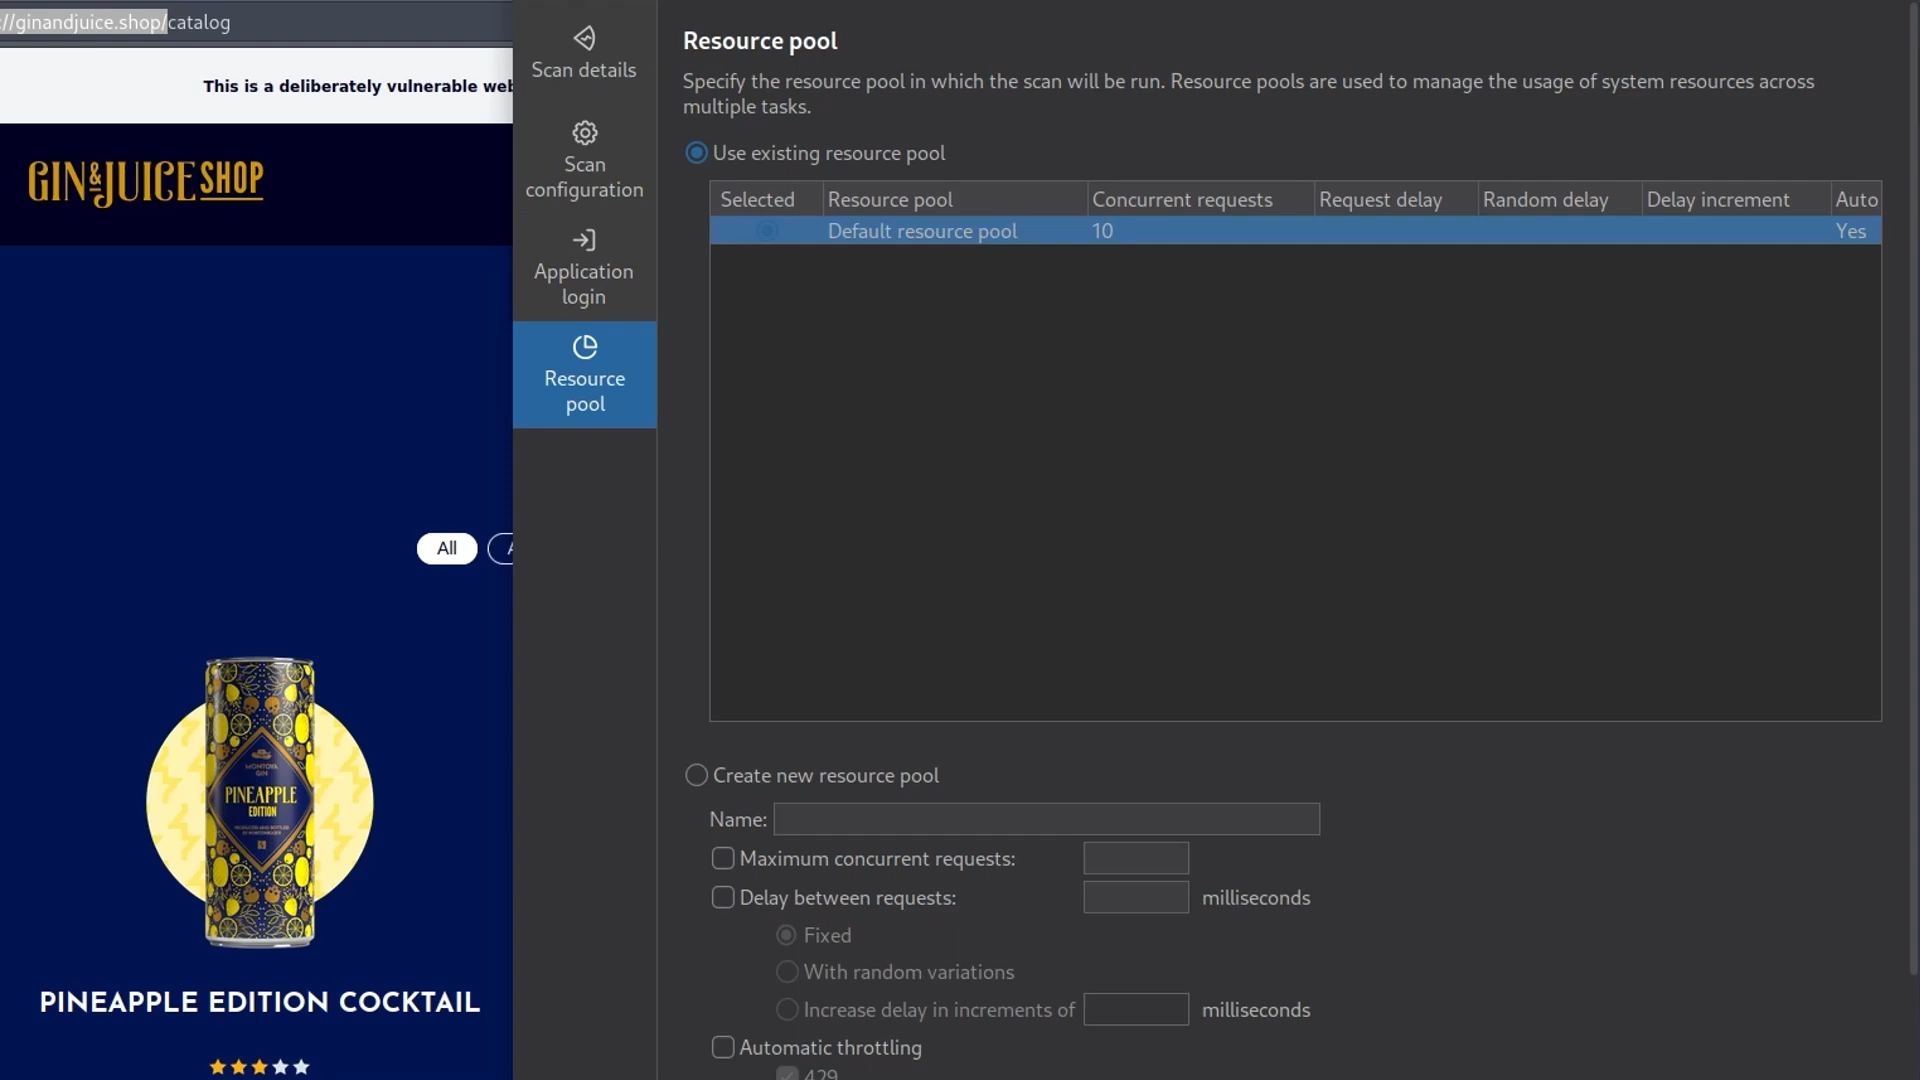 ://ginandjuice.shop/catalog
This is a deliberately vulnerable web
GIN&JUICE SHOP
All
MONTOYA
GIN
PINEAPPLE
EDITION
PINEAPPLE EDITION COCKTAIL
Scan details
Scan
configuration
Application
login
Resource
pool
Resource pool
Specify the resource pool in which the scan will be run. Resource pools are used to manage the usage of system resources across
multiple tasks.
Use existing resource pool
Selected Resource pool Concurrent requests Request delay Random delay Delay increment Auto
Default resource pool 10 Yes
Create new resource pool
Name:
Maximum concurrent requests:
Delay between requests: milliseconds
Fixed
With random variations
Increase delay in increments of milliseconds
Automatic throttling
429